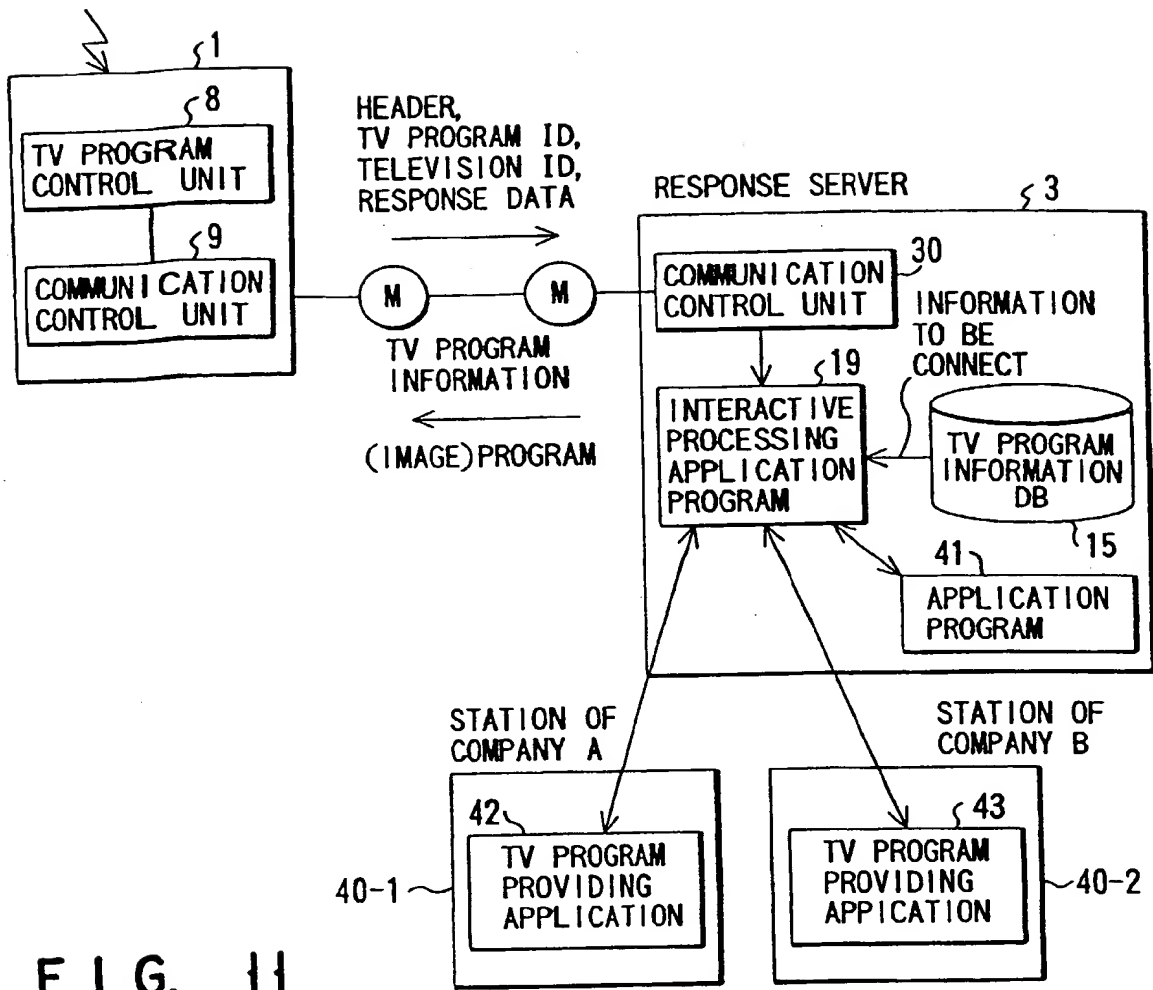 1
8
TV PROGRAM
CONTROL UNIT
9
COMMUNICATION
CONTROL UNIT
HEADER,
TV PROGRAM ID,
TELEVISION ID,
RESPONSE DATA
M
M
TV PROGRAM
INFORMATION
(IMAGE)PROGRAM
RESPONSE SERVER
3
COMMUNICATION
CONTROL UNIT
30
INFORMATION
TO BE
CONNECT
19
INTERACTIVE
PROCESSING
APPLICATION
PROGRAM
TV PROGRAM
INFORMATION
DB
15
41
APPLICATION
PROGRAM
STATION OF
COMPANY A
42
TV PROGRAM
PROVIDING
APPLICATION
40-1
STATION OF
COMPANY B
43
TV PROGRAM
PROVIDING
APPICATION
40-2
FIG. 11